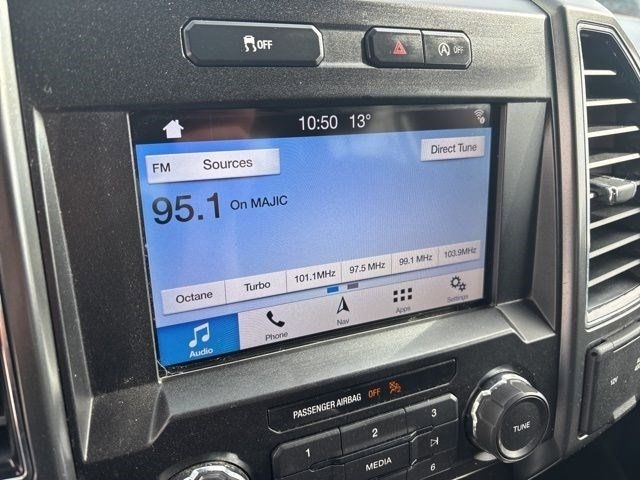 OFF
OFF
10:50 13°
FM Sources
Direct Tune
95.1 On MAJIC
Octane Turbo 101.1MHz 97.5 MHz 99.1 MHz 103.9MHz
Audio Phone Nav Apps Settings
PASSENGER AIRBAG OFF
1 2 3
MEDIA
6
TUNE